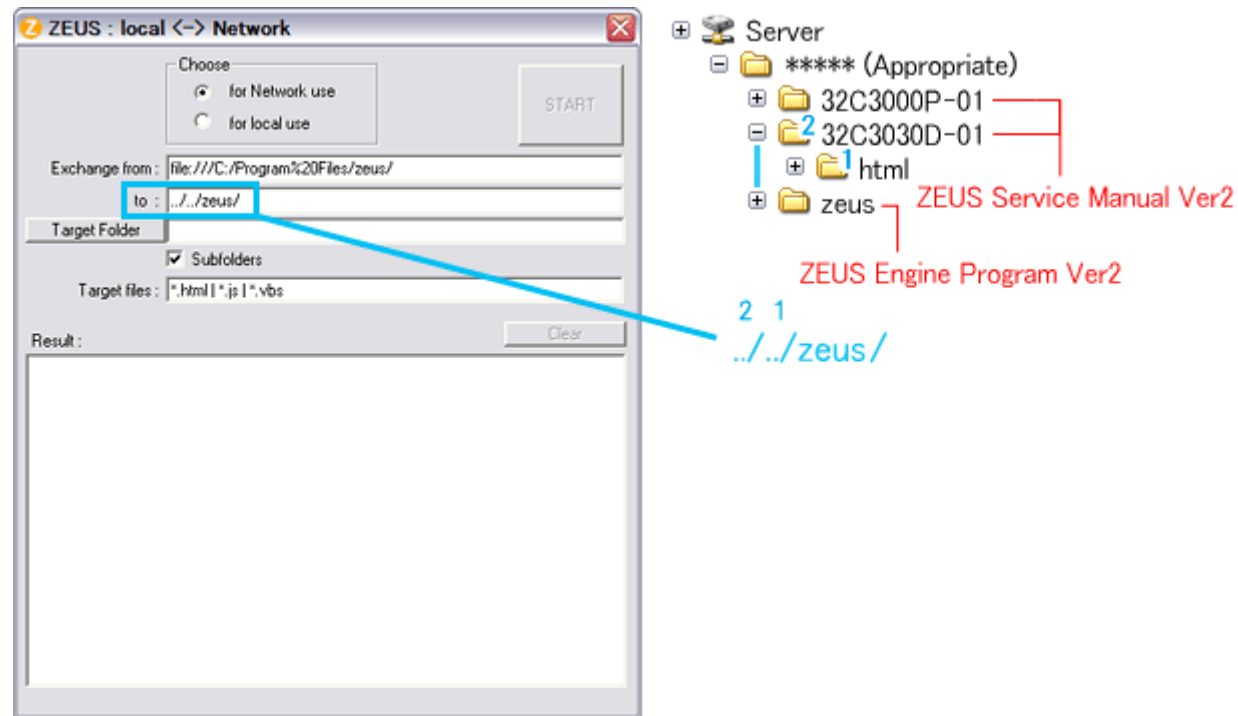 ZEUS : local <-> Network
Choose
for Network use
for local use
START
Exchange from : file:///C:/Program%20Files/zeus/
to : ../../zeus/
Target Folder
Subfolders
Target files : *.html | *.js | *.vbs
Result :
Clear
Server
***** (Appropriate)
32C3000P-01
2 32C3030D-01
1 html
zeus
ZEUS Service Manual Ver2
ZEUS Engine Program Ver2
2 1
../../zeus/